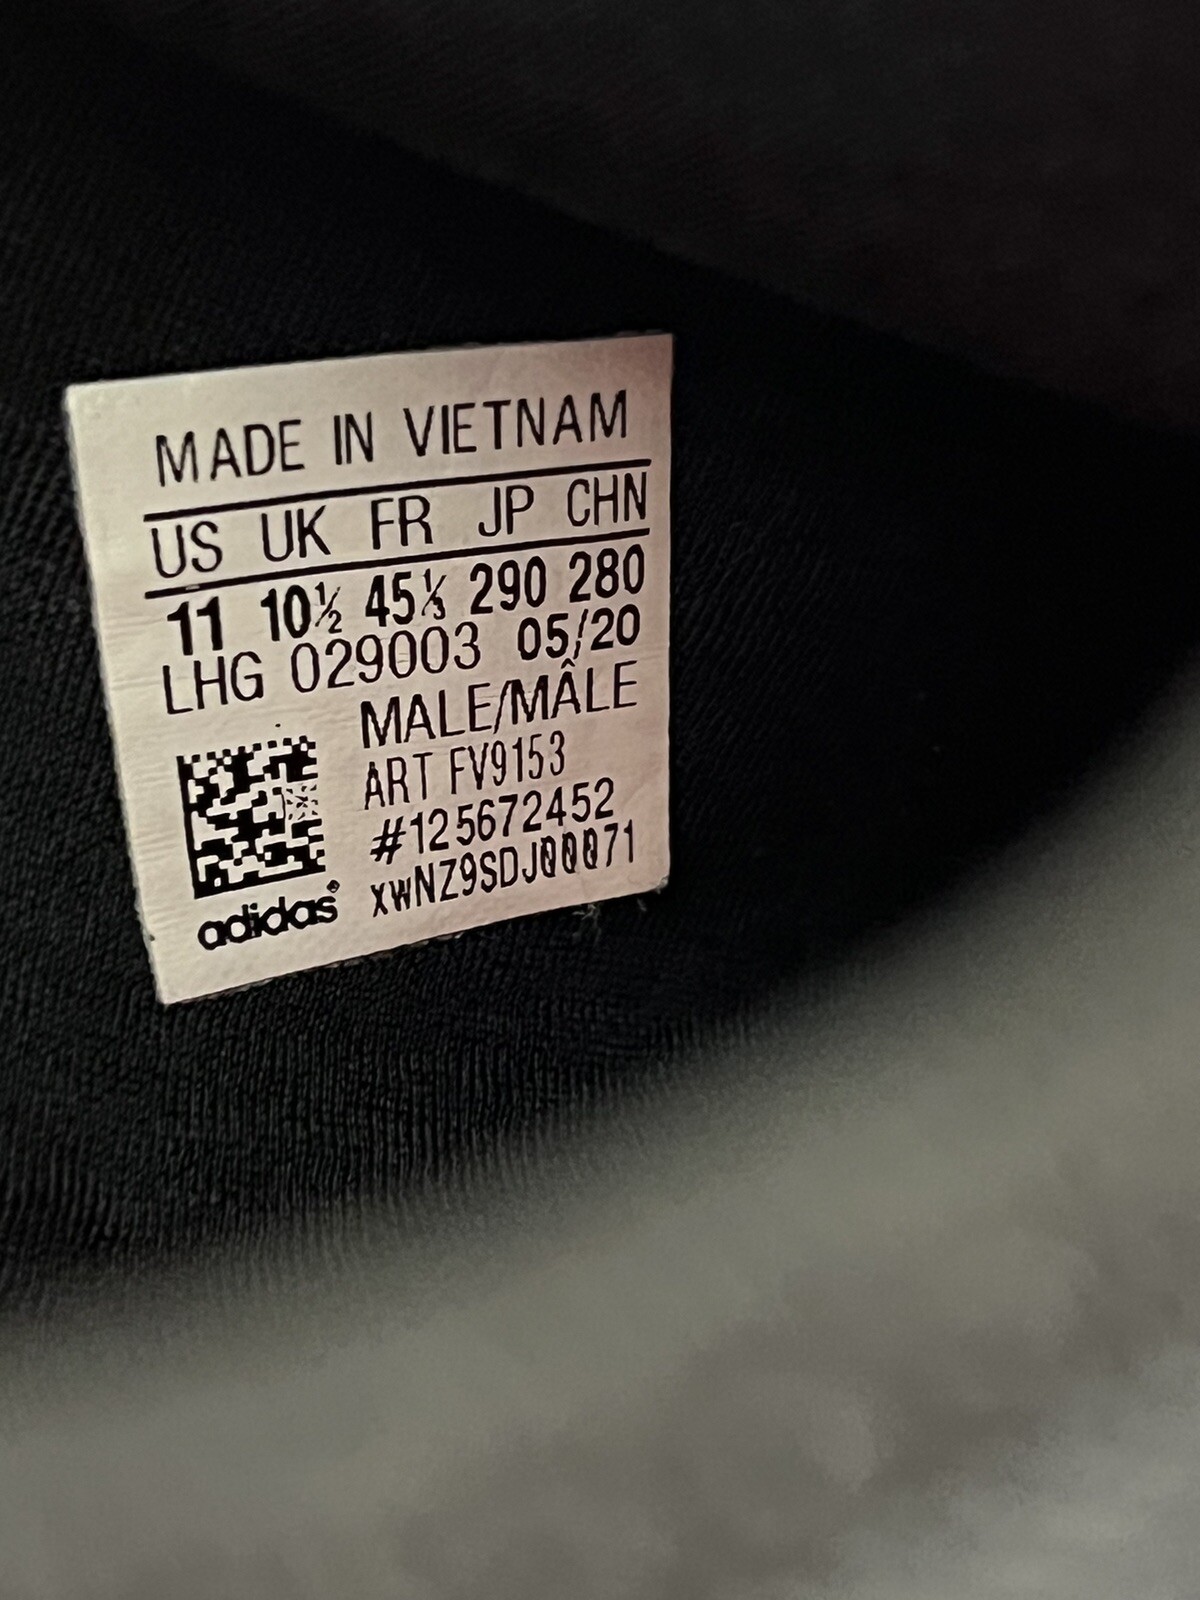 MADE IN VIETNAM
US UK FR JP CHN
11 10½ 45⅓ 290 280
LHG 029003 05/20
MALE/MÂLE
ART FV9153
#125672452
xwNZ9SDJ00071
adidas®